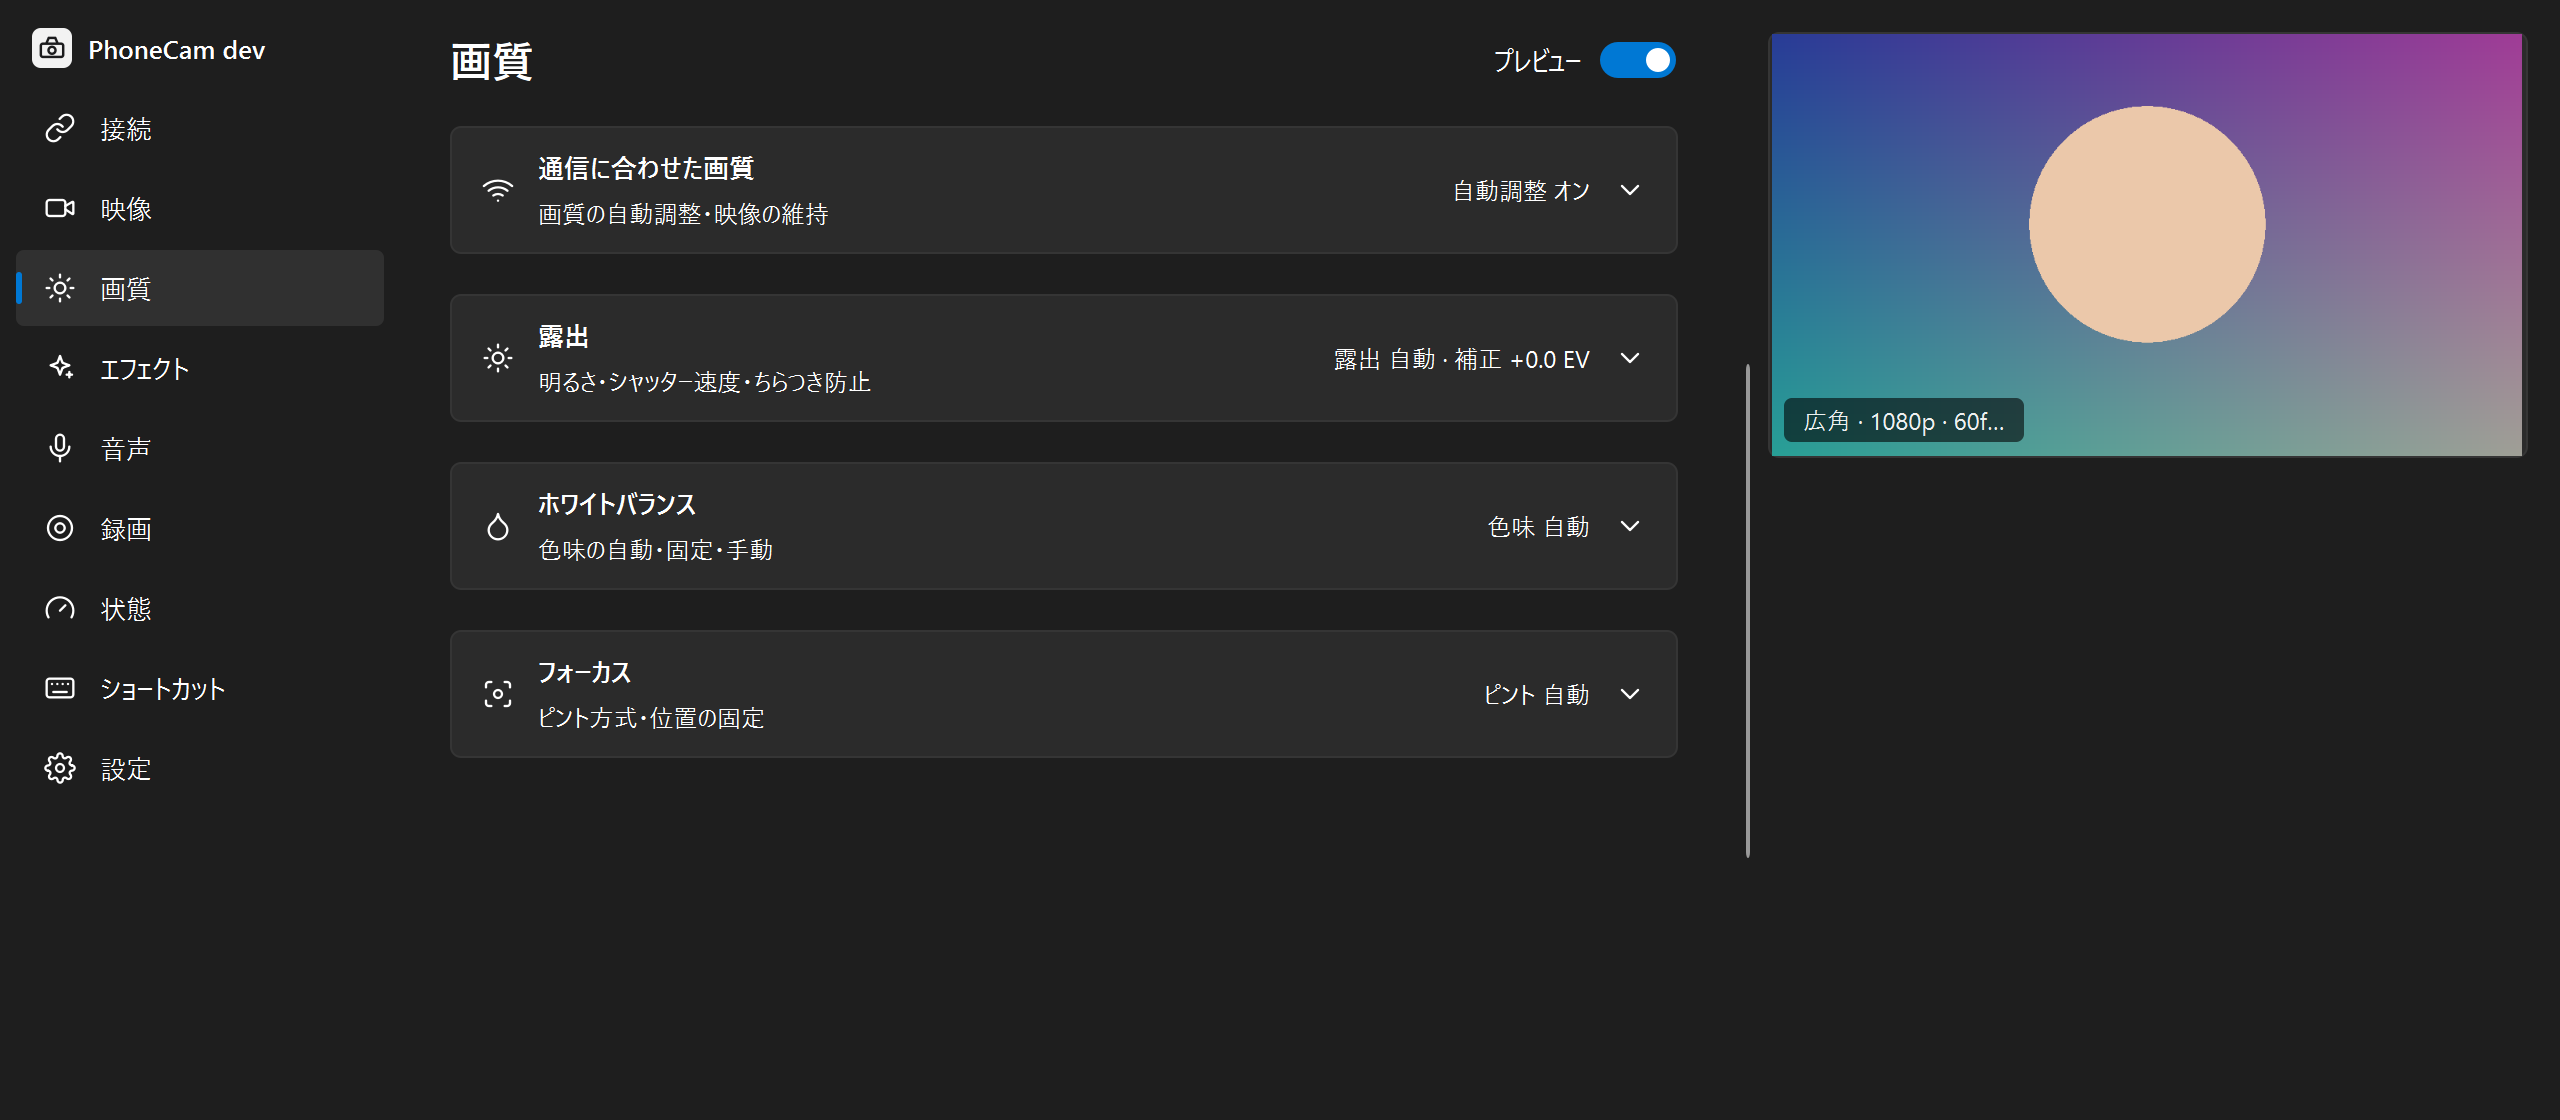 PhoneCam dev
接続
映像
画質
エフェクト
音声
録画
状態
ショートカット
設定
画質
プレビュー
通信に合わせた画質
画質の自動調整・映像の維持
自動調整 オン
露出
明るさ・シャッター速度・ちらつき防止
露出 自動 · 補正 +0.0 EV
ホワイトバランス
色味の自動・固定・手動
色味 自動
フォーカス
ピント方式・位置の固定
ピント 自動
広角 · 1080p · 60f...